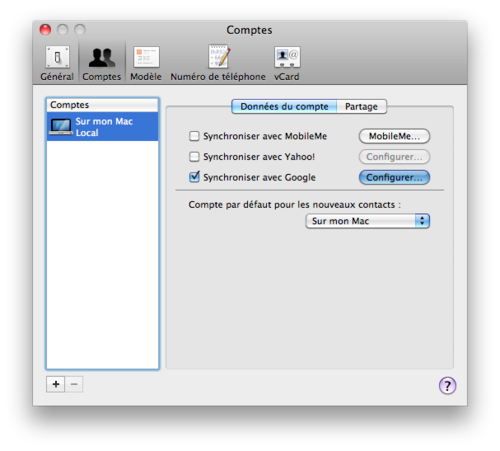 Comptes
Général Comptes Modèle Numéro de téléphone vCard
Comptes
Sur mon Mac
Local
Données du compte Partage
Synchroniser avec MobileMe MobileMe...
Synchroniser avec Yahoo! Configurer...
Synchroniser avec Google Configurer...
Compte par défaut pour les nouveaux contacts :
Sur mon Mac
+ − ?